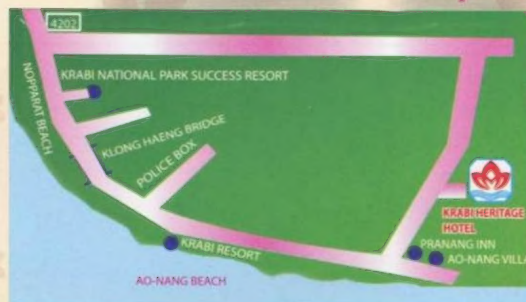 4202
KRABI NATIONAL PARK SUCCESS RESORT
NOPPARAT BEACH
KLONG HAENG BRIDGE
POLICE BOX
KRABI HERITAGE
HOTEL
PRANANG INN
AO-NANG VILLA
KRABI RESORT
AO-NANG BEACH